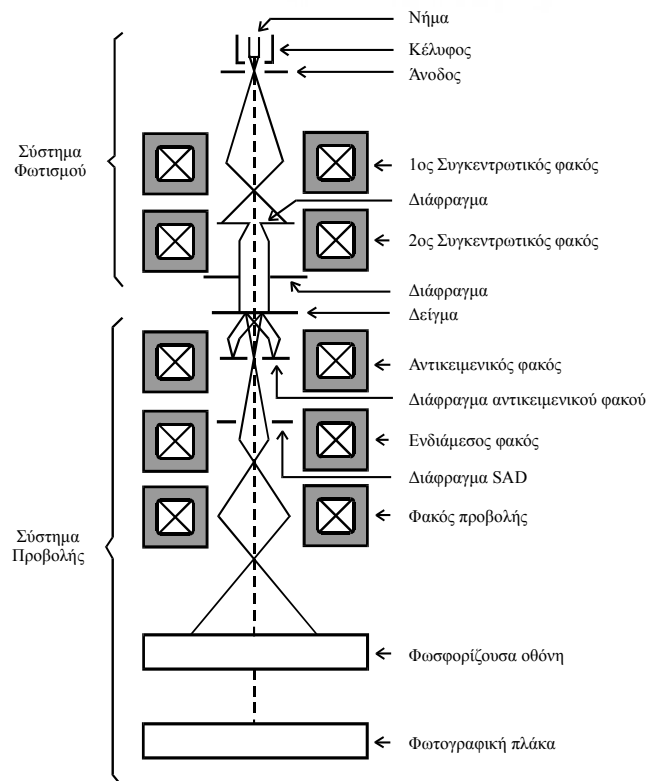 Νήμα
Κέλυφος
Άνοδος
Σύστημα
Φωτισμού
1ος Συγκεντρωτικός φακός
Διάφραγμα
2ος Συγκεντρωτικός φακός
Διάφραγμα
Δείγμα
Αντικειμενικός φακός
Διάφραγμα αντικειμενικού φακού
Ενδιάμεσος φακός
Διάφραγμα SAD
Φακός προβολής
Σύστημα
Προβολής
Φωσφορίζουσα οθόνη
Φωτογραφική πλάκα